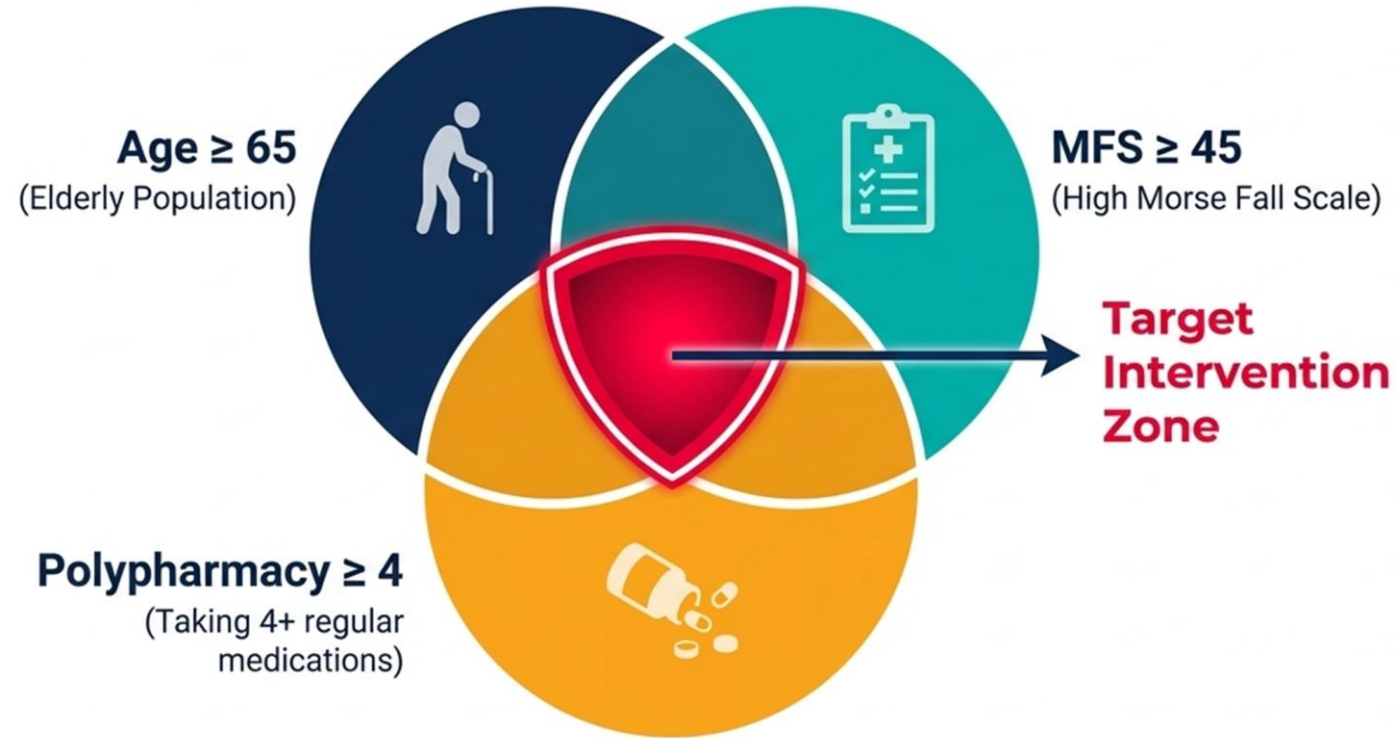 Age ≥ 65
(Elderly Population)
MFS ≥ 45
(High Morse Fall Scale)
Target
Intervention
Zone
Polypharmacy ≥ 4
(Taking 4+ regular
medications)